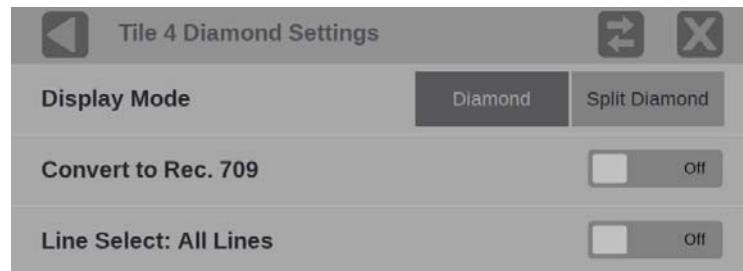 Tile 4 Diamond Settings
Display Mode Diamond Split Diamond
Convert to Rec. 709 Off
Line Select: All Lines Off